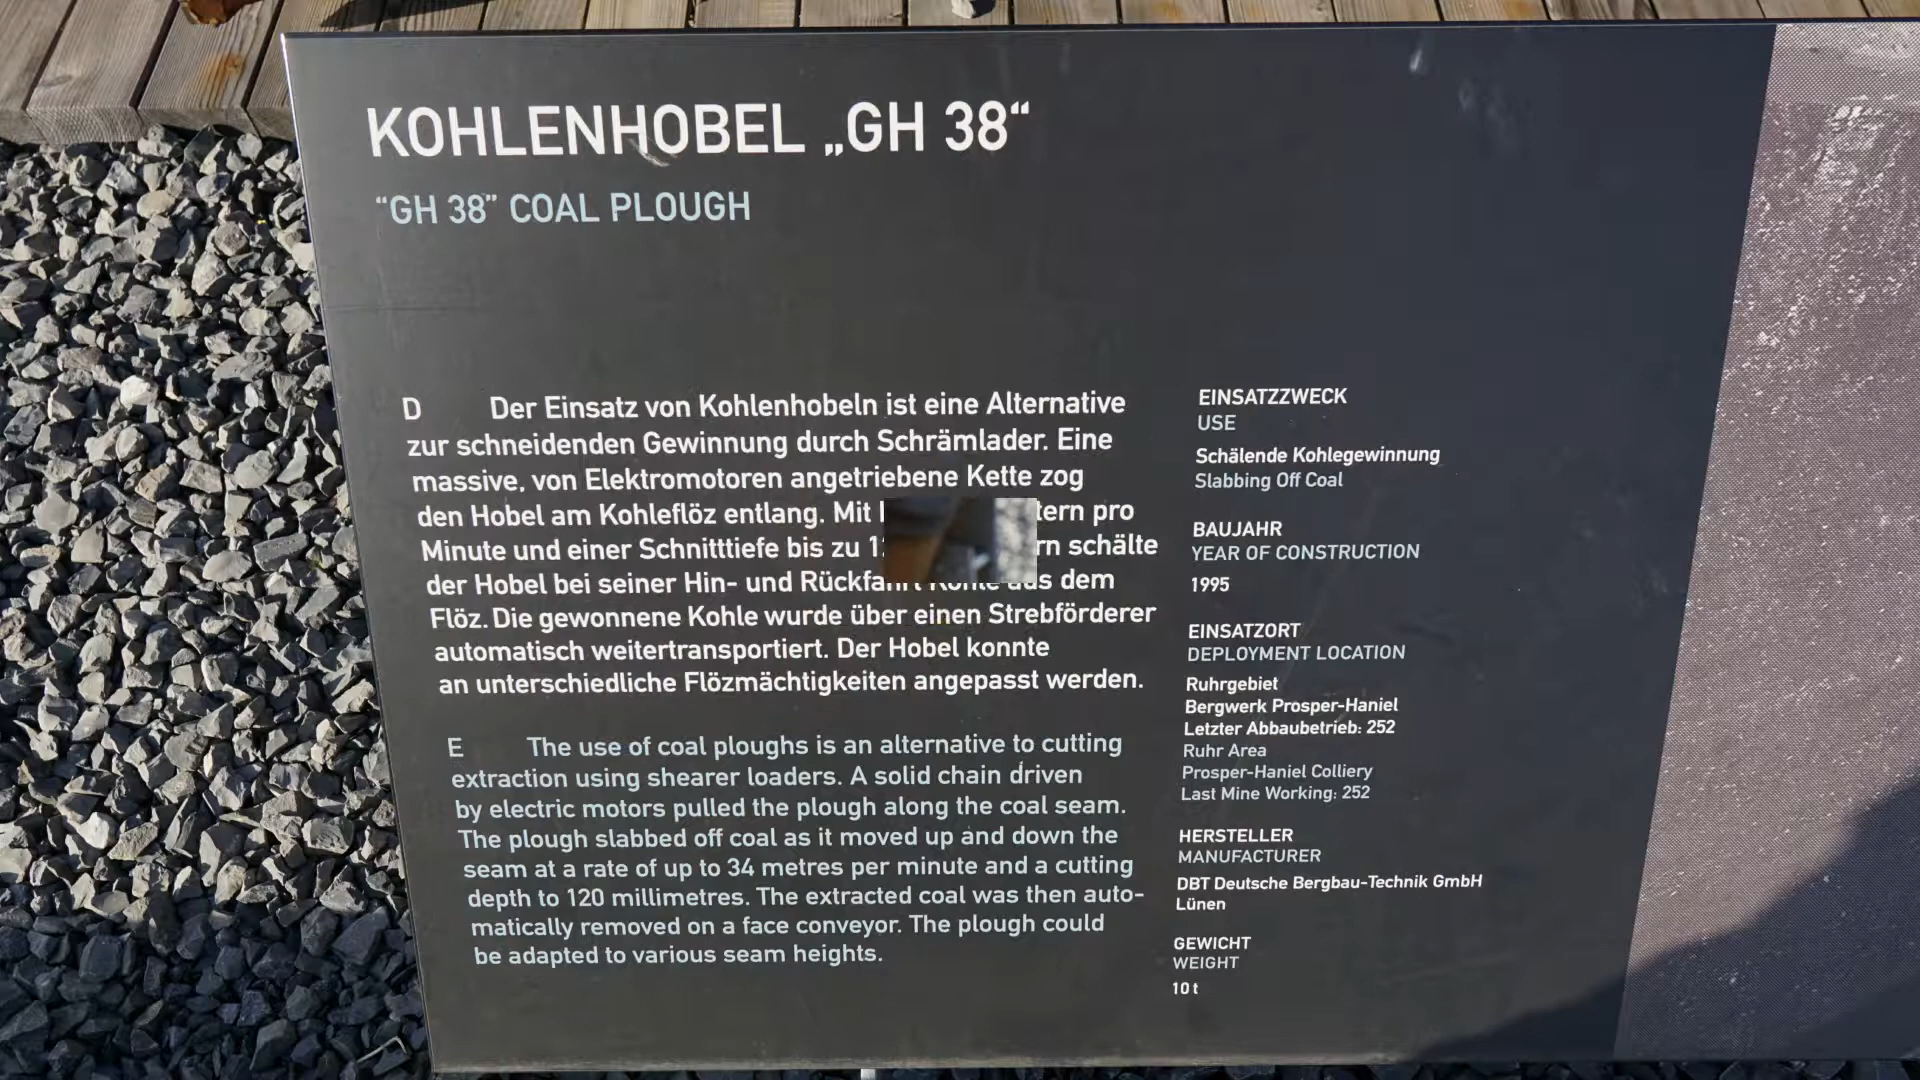 KOHLENHOBEL „GH 38“
“GH 38” COAL PLOUGH
D Der Einsatz von Kohlenhobeln ist eine Alternative
zur schneidenden Gewinnung durch Schrämlader. Eine
massive, von Elektromotoren angetriebene Kette zog
den Hobel am Kohleflöz entlang. Mit pro
Minute und einer Schnitttiefe bis zu schälte
der Hobel bei seiner Hin- und Rückfahrt Kohle aus dem
Flöz. Die gewonnene Kohle wurde über einen Strebförderer
automatisch weitertransportiert. Der Hobel konnte
an unterschiedliche Flözmächtigkeiten angepasst werden.
E The use of coal ploughs is an alternative to cutting
extraction using shearer loaders. A solid chain driven
by electric motors pulled the plough along the coal seam.
The plough slabbed off coal as it moved up and down the
seam at a rate of up to 34 metres per minute and a cutting
depth to 120 millimetres. The extracted coal was then auto-
matically removed on a face conveyor. The plough could
be adapted to various seam heights.
EINSATZZWECK
USE
Schälende Kohlegewinnung
Slabbing Off Coal
BAUJAHR
YEAR OF CONSTRUCTION
1995
EINSATZORT
DEPLOYMENT LOCATION
Ruhrgebiet
Bergwerk Prosper-Haniel
Letzter Abbaubetrieb: 252
Ruhr Area
Prosper-Haniel Colliery
Last Mine Working: 252
HERSTELLER
MANUFACTURER
DBT Deutsche Bergbau-Technik GmbH
Lünen
GEWICHT
WEIGHT
10 t